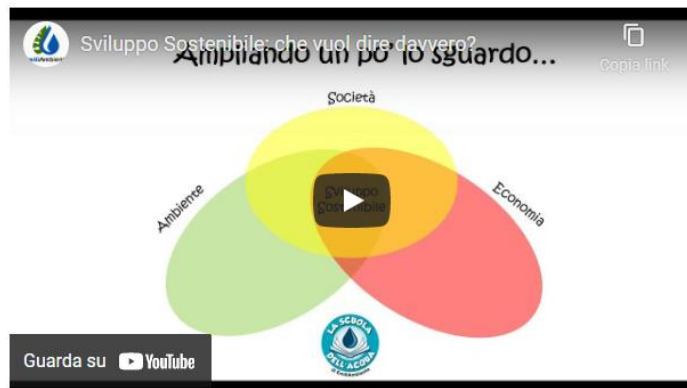 Sviluppo Sostenibile: che vuol dire davvero?
Copia link
Ampliando un po' lo sguardo...
Società
Ambiente
Economia
Sviluppo
Sostenibile
LA SCUOLA
DELL'ACQUA
Guarda su YouTube